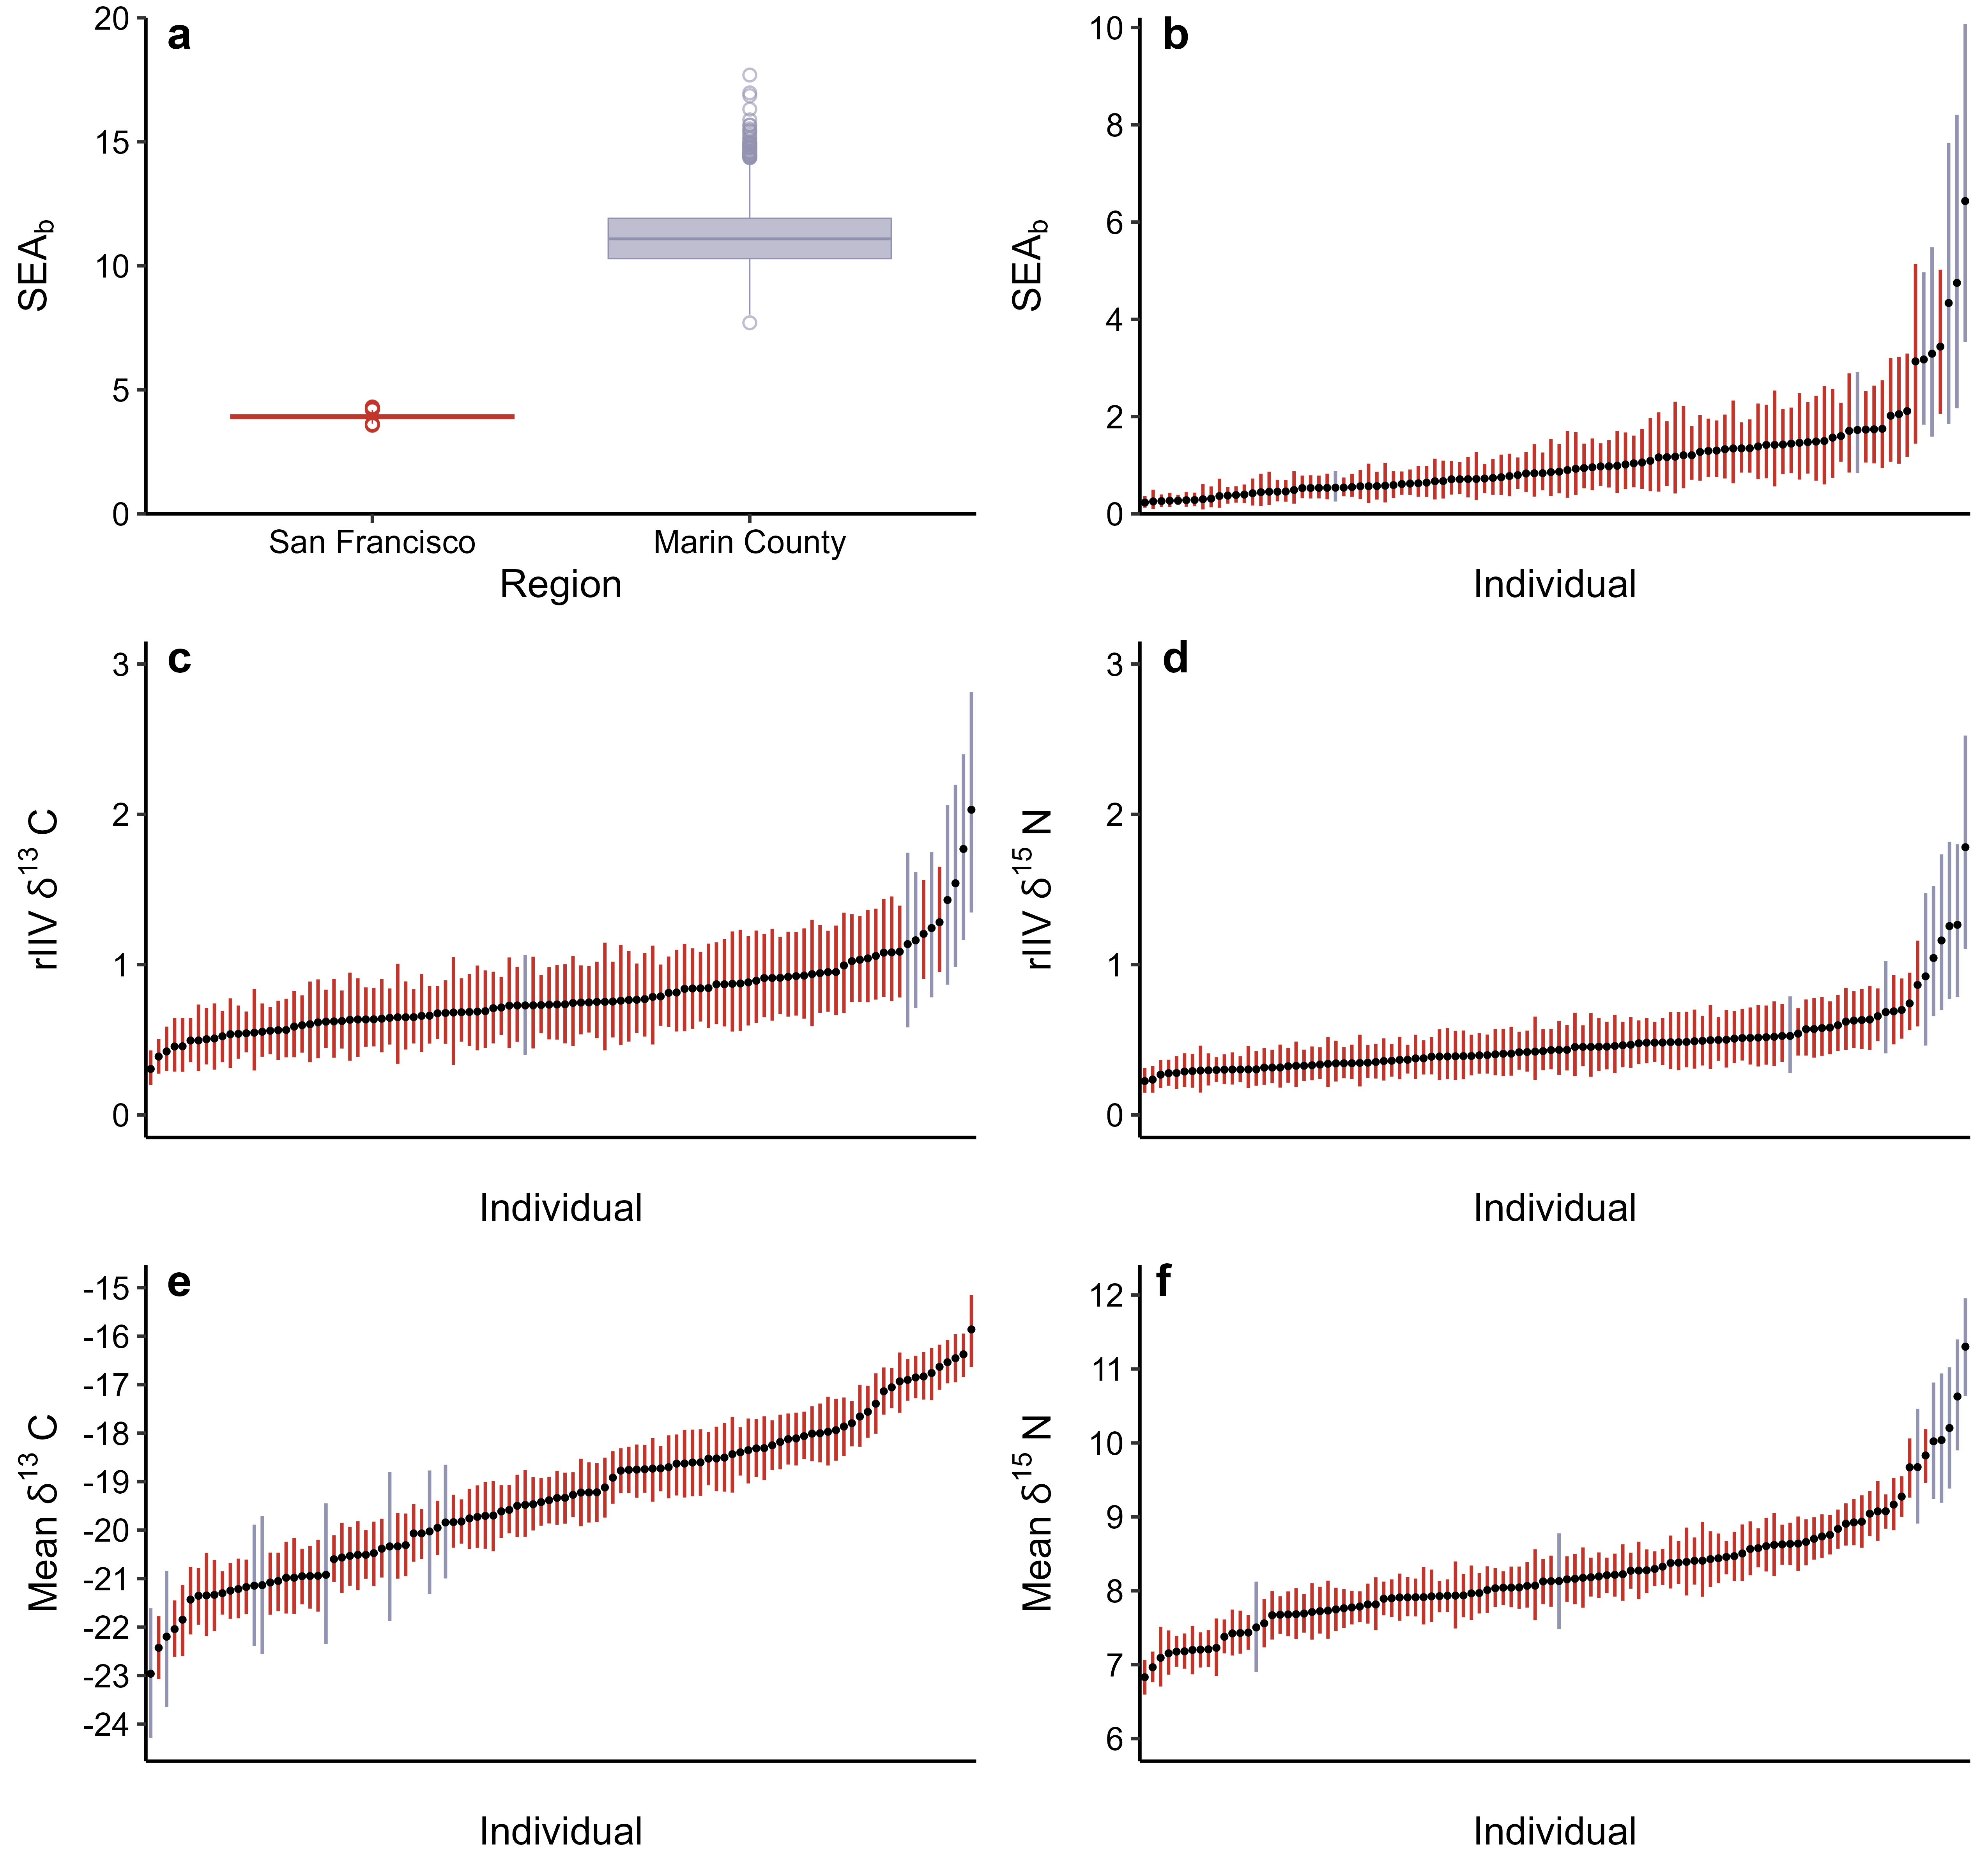 a
SEAb
20
15
10
5
0
San Francisco
Marin County
Region
b
SEAb
10
8
6
4
2
0
Individual
c
rIIV δ13 C
3
2
1
0
Individual
d
rIIV δ15 N
3
2
1
0
Individual
e
Mean δ13 C
-15
-16
-17
-18
-19
-20
-21
-22
-23
-24
Individual
f
Mean δ15 N
12
11
10
9
8
7
6
Individual